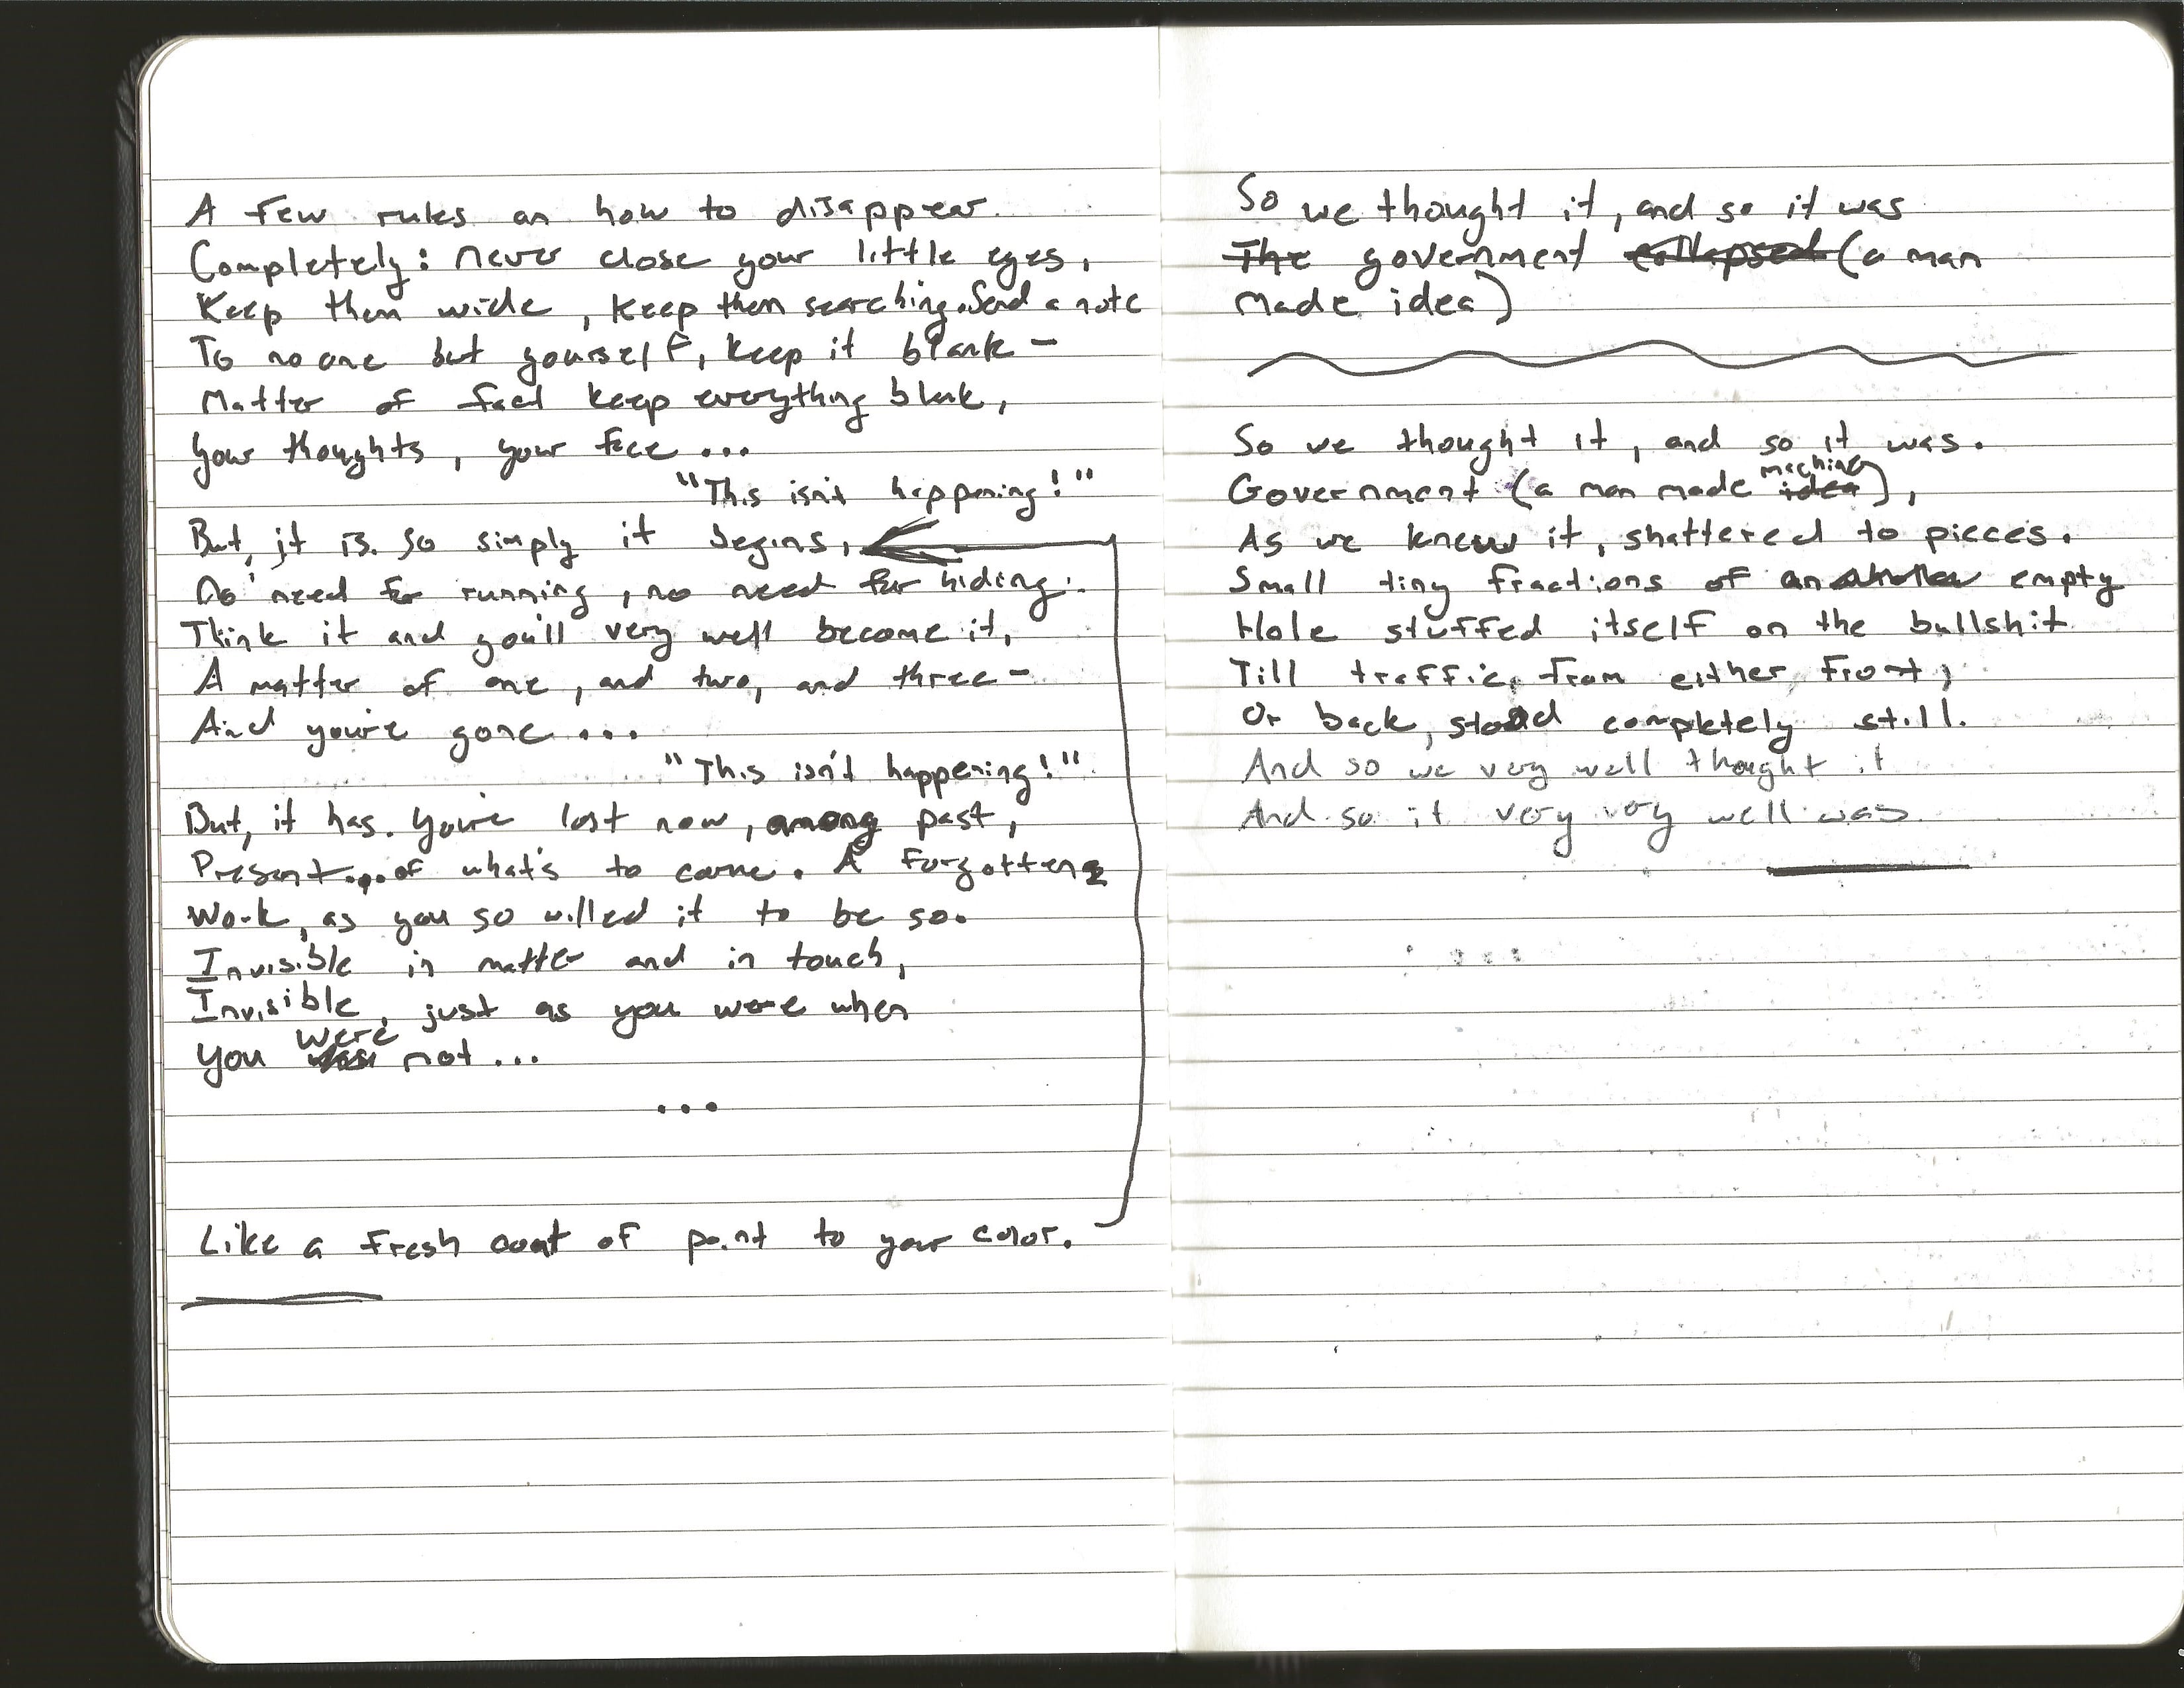 A few rules on how to disappear
Completely: never close your little eyes,
Keep them wide, keep them searching. Send a note
To no one but yourself, keep it blank -
Matter of fact keep everything blank,
Your thoughts, your face...
"This isn't happening!"
But, it is. So simply it begins,
No need for running, no need for hiding.
Think it and you'll very well become it,
A matter of one, and two, and three -
And you're gone...
"This isn't happening!"
But, it has. You're lost now, among past,
Present... of what's to come. A forgotten
Work, as you so willed it to be so.
Invisible in matter and in touch,
Invisible, just as you were when
were
you not...
...
Like a fresh coat of paint to your color.
So we thought it, and so it was
The government collapsed (a man
made idea)
So we thought it, and so it was.
machine
Government (a man made idea),
As we knew it, shattered to pieces.
Small tiny fractions of an empty
Hole stuffed itself on the bullshit
Till traffic, from either front,
Or back, stood completely still.
And so we very well thought it
And so it very very well was